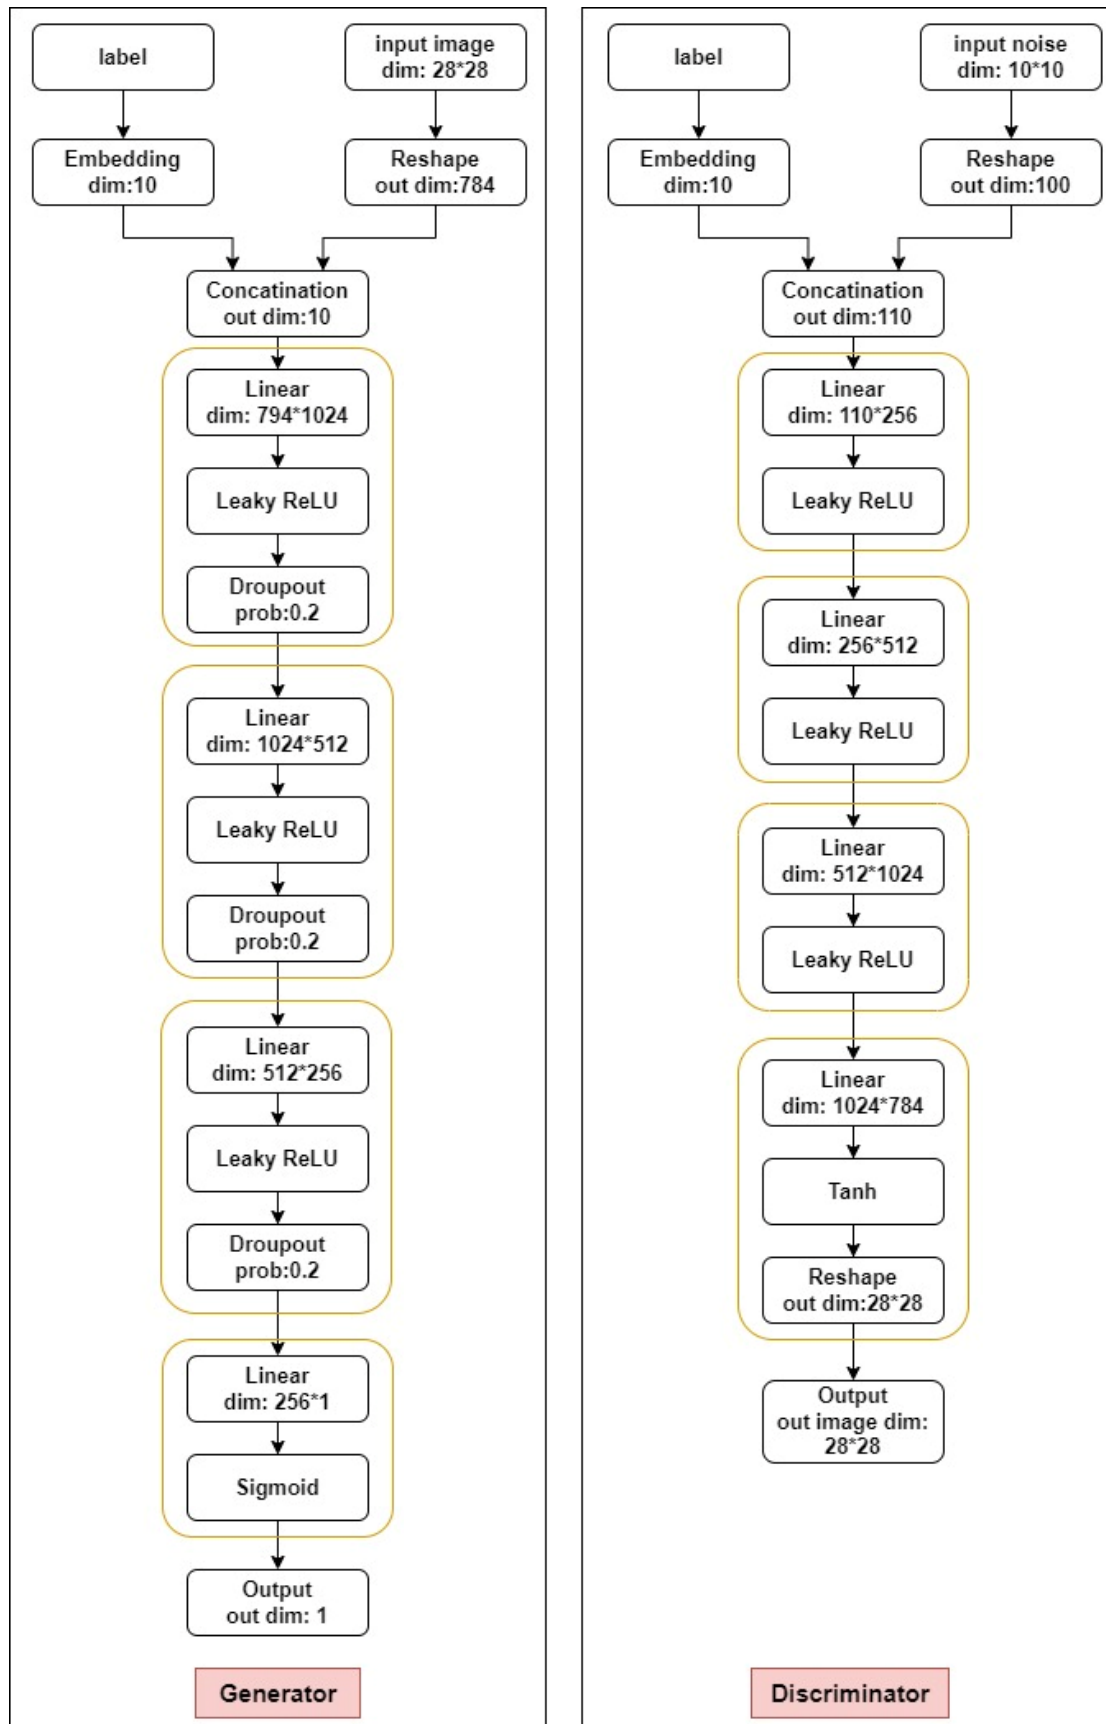 label
input image
dim: 28*28
Embedding
dim:10
Reshape
out dim:784
Concatination
out dim:10
Linear
dim: 794*1024
Leaky ReLU
Droupout
prob:0.2
Linear
dim: 1024*512
Leaky ReLU
Droupout
prob:0.2
Linear
dim: 512*256
Leaky ReLU
Droupout
prob:0.2
Linear
dim: 256*1
Sigmoid
Output
out dim: 1
Generator
label
input noise
dim: 10*10
Embedding
dim:10
Reshape
out dim:100
Concatination
out dim:110
Linear
dim: 110*256
Leaky ReLU
Linear
dim: 256*512
Leaky ReLU
Linear
dim: 512*1024
Leaky ReLU
Linear
dim: 1024*784
Tanh
Reshape
out dim:28*28
Output
out image dim:
28*28
Discriminator